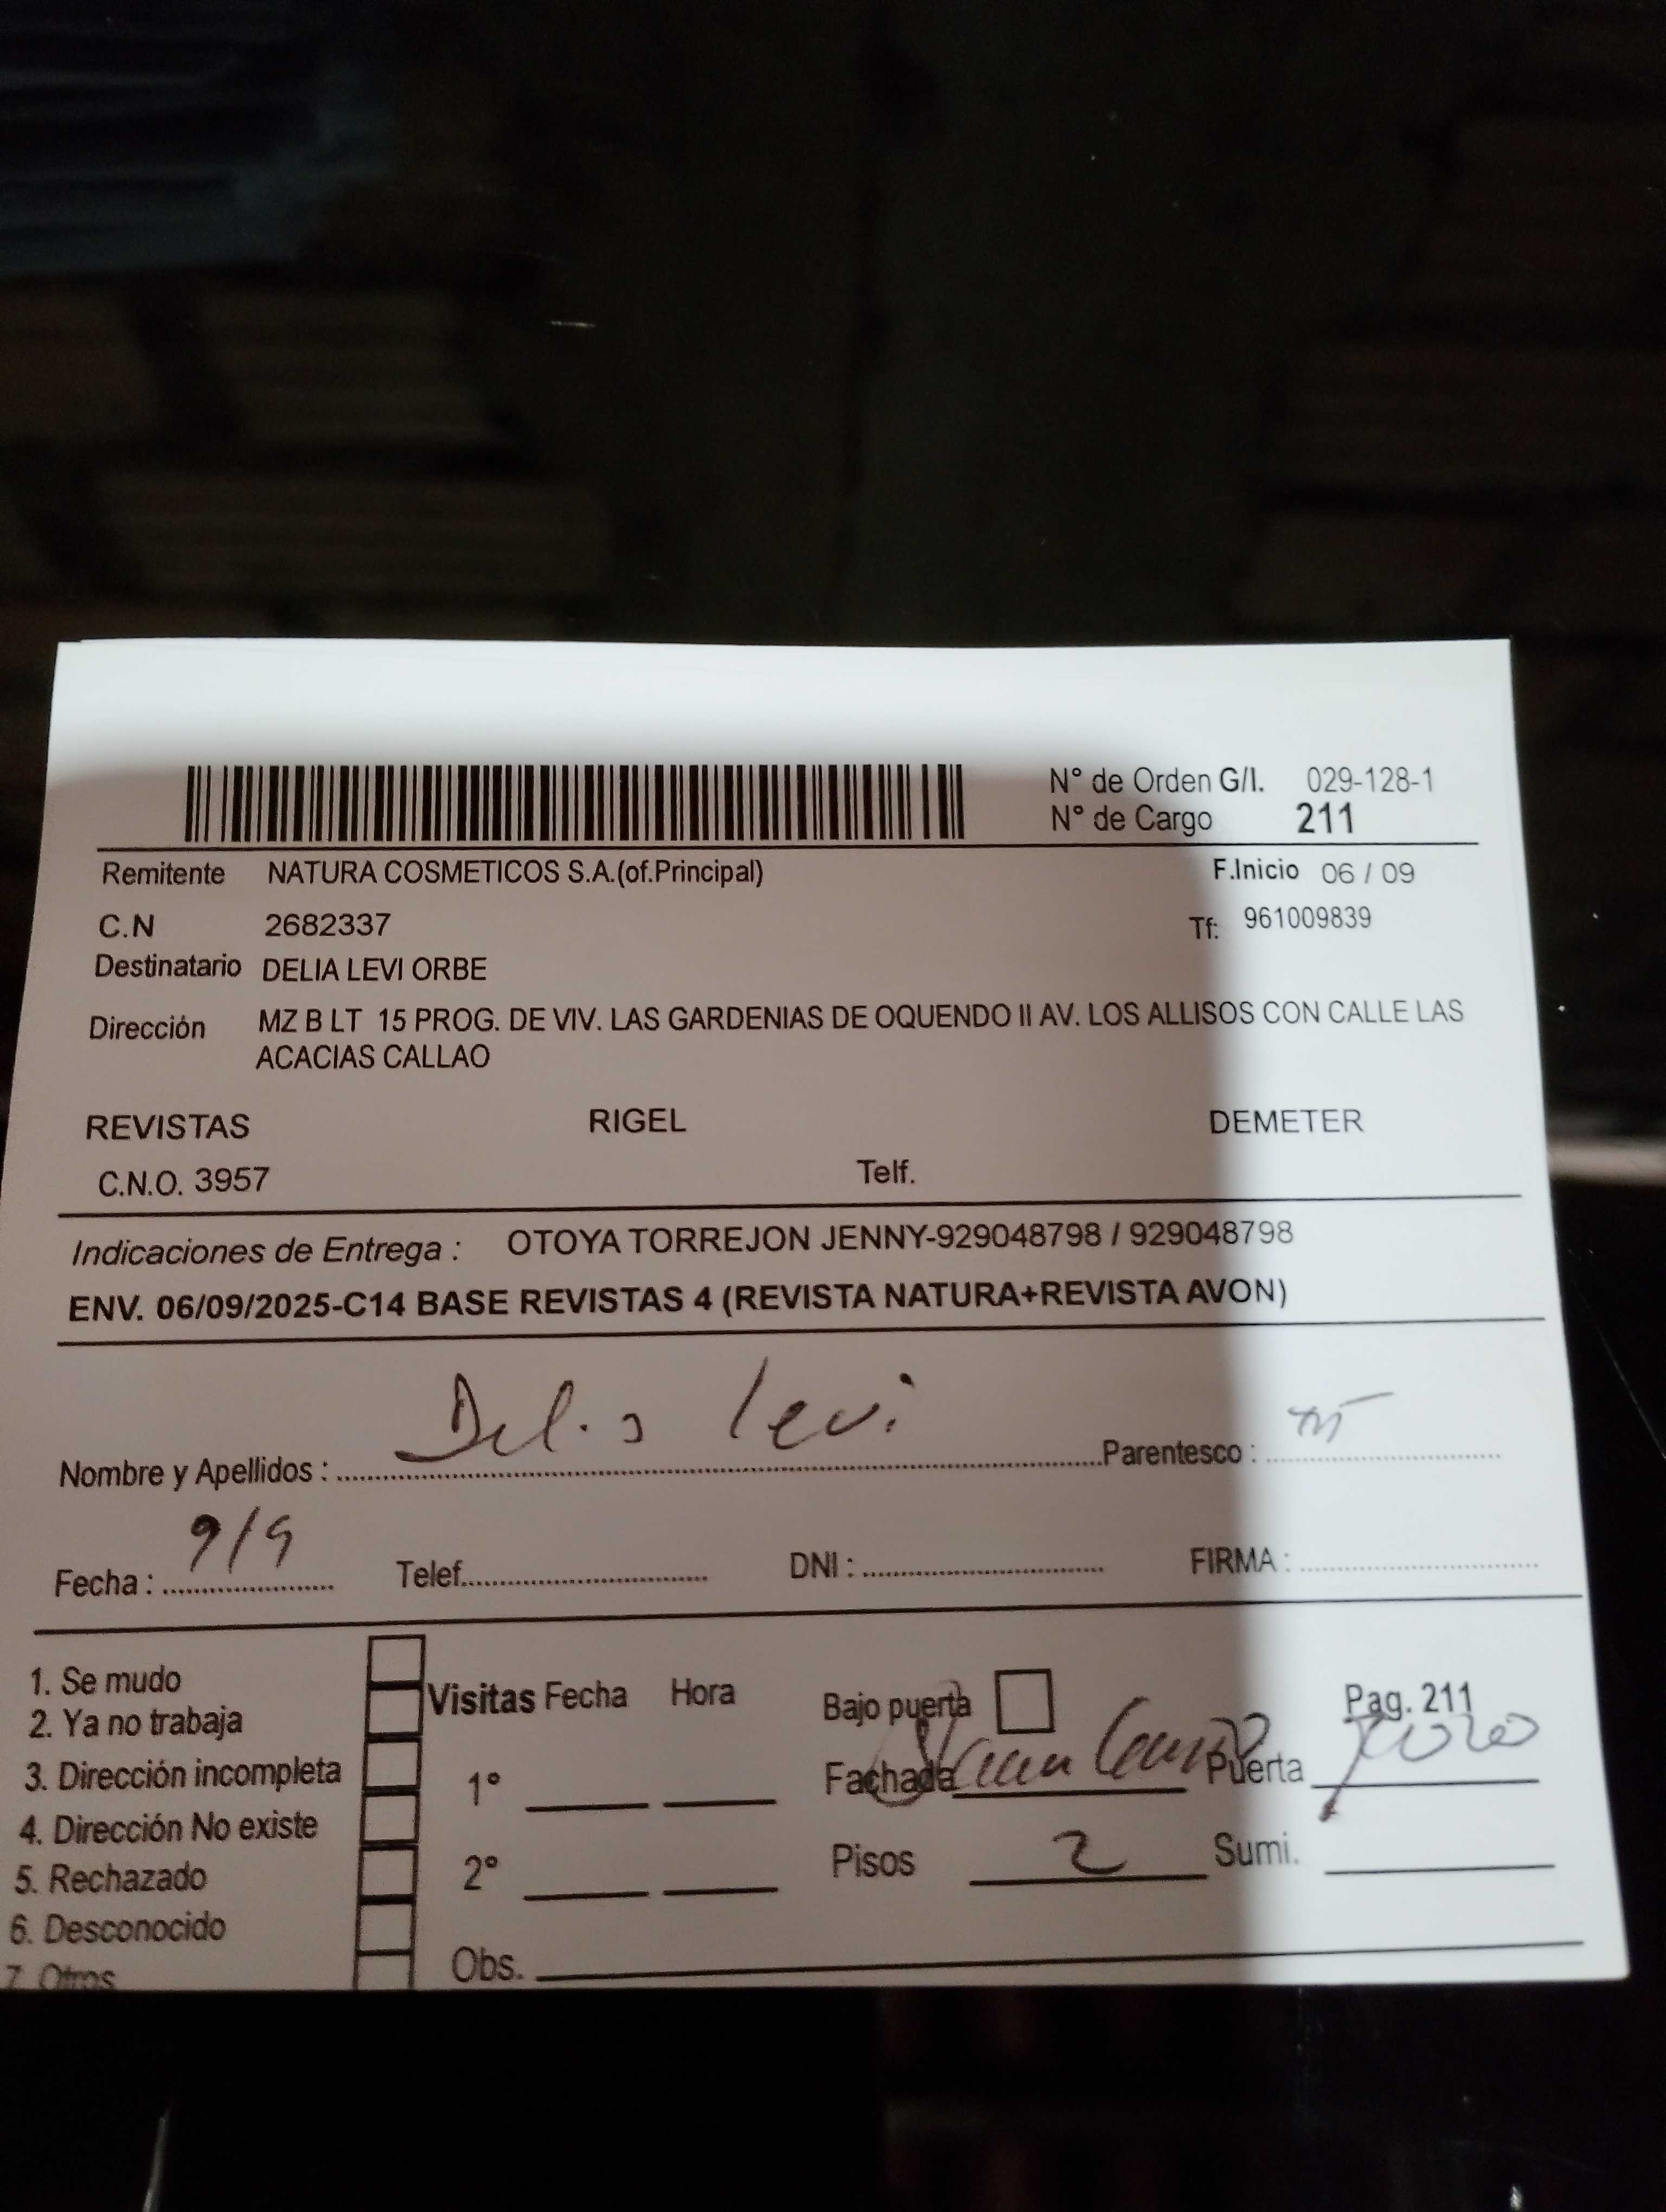 N° de Orden G/I. 029-128-1
N° de Cargo 211
Remitente NATURA COSMETICOS S.A.(of.Principal) F.Inicio 06 / 09
C.N 2682337 Tf: 961009839
Destinatario DELIA LEVI ORBE
Dirección MZ B LT 15 PROG. DE VIV. LAS GARDENIAS DE OQUENDO II AV. LOS ALLISOS CON CALLE LAS
ACACIAS CALLAO
REVISTAS RIGEL DEMETER
C.N.O. 3957 Telf.
Indicaciones de Entrega : OTOYA TORREJON JENNY-929048798 / 929048798
ENV. 06/09/2025-C14 BASE REVISTAS 4 (REVISTA NATURA+REVISTA AVON)
Nombre y Apellidos : Delia Levi Parentesco :
Fecha : 9/9 Telef. DNI : FIRMA :
1. Se mudo
2. Ya no trabaja
3. Dirección incompleta
4. Dirección No existe
5. Rechazado
6. Desconocido
7. Otros
Visitas Fecha Hora
1°
2°
Obs.
Bajo puerta Pag. 211
Fachada Puerta
Pisos 2 Sumi.